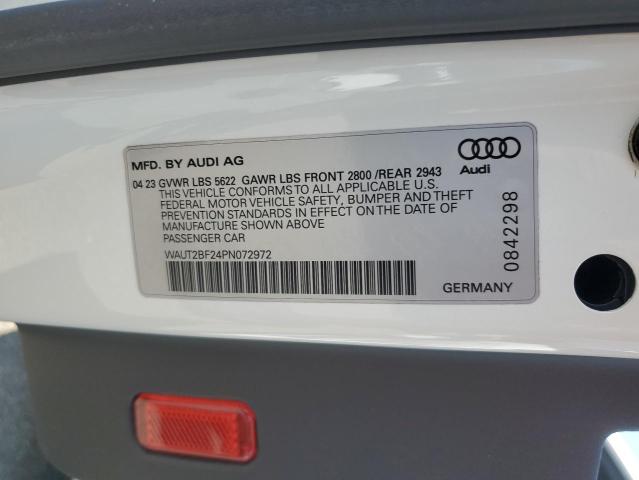 MFD. BY AUDI AG
04 23 GVWR LBS 5622 GAWR LBS FRONT 2800 /REAR 2943
THIS VEHICLE CONFORMS TO ALL APPLICABLE U.S.
FEDERAL MOTOR VEHICLE SAFETY, BUMPER AND THEFT
PREVENTION STANDARDS IN EFFECT ON THE DATE OF
MANUFACTURE SHOWN ABOVE
PASSENGER CAR
WAUT2BF24PN072972
Audi
0842298
GERMANY